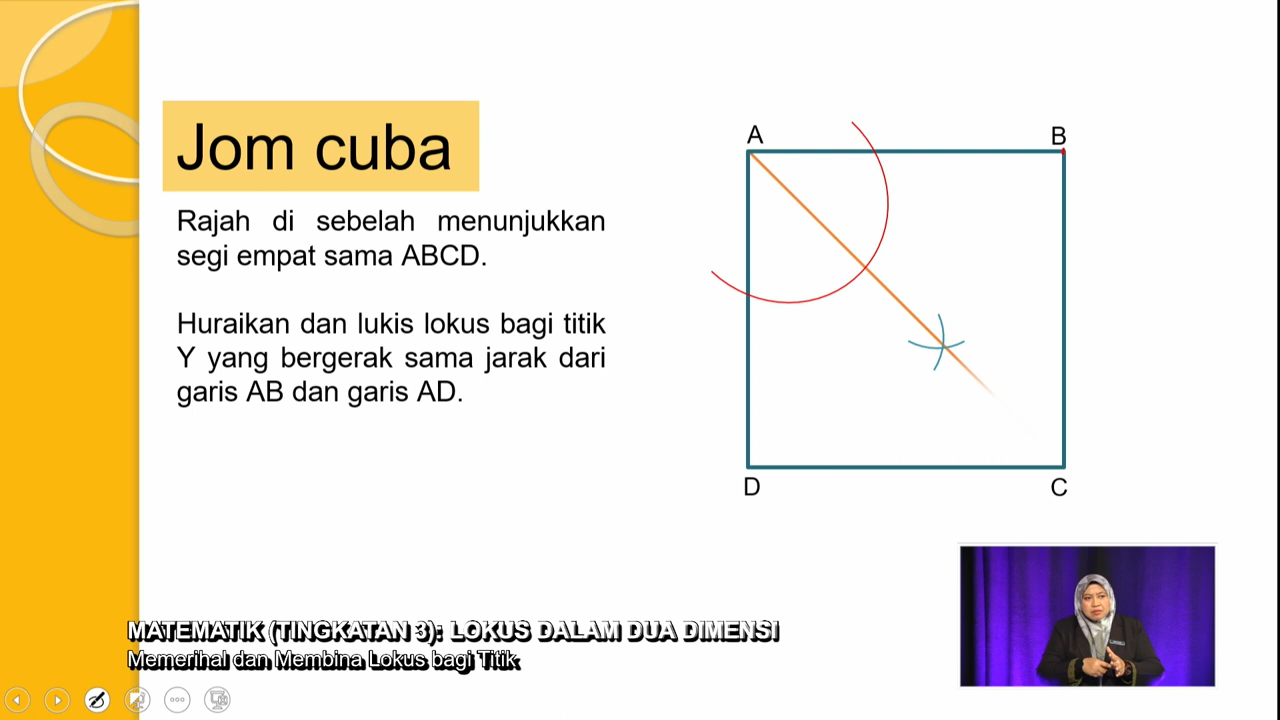 Jom cuba
Rajah di sebelah menunjukkan
segi empat sama ABCD.
Huraikan dan lukis lokus bagi titik
Y yang bergerak sama jarak dari
garis AB dan garis AD.
A
B
D
C
MATEMATIK (TINGKATAN 3): LOKUS DALAM DUA DIMENSI
Memerihal dan Membina Lokus bagi Titik